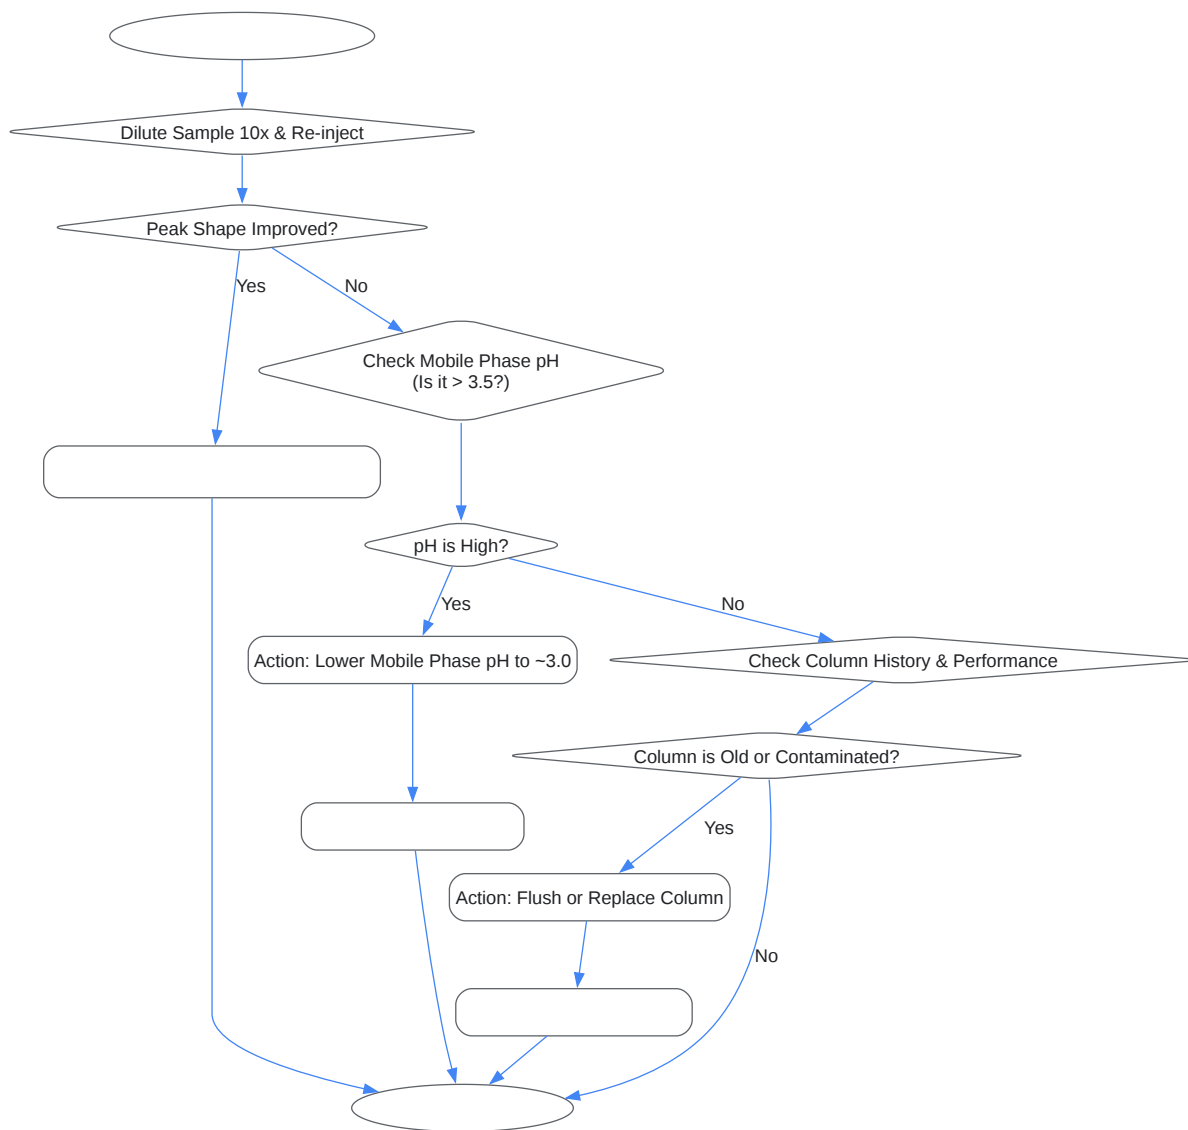 Dilute Sample 10x & Re-inject
Peak Shape Improved?
Yes
No
Check Mobile Phase pH
(Is it > 3.5?)
pH is High?
Yes
No
Action: Lower Mobile Phase pH to ~3.0
Check Column History & Performance
Column is Old or Contaminated?
Yes
Action: Flush or Replace Column
No